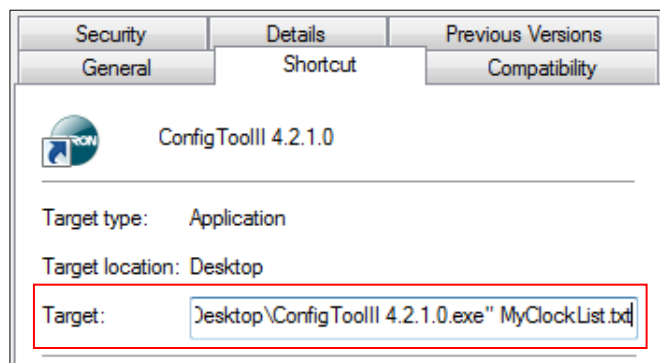 Security Details Previous Versions
General Shortcut Compatibility
RON
ConfigToolII 4.2.1.0
Target type: Application
Target location: Desktop
Target: Desktop\ConfigToolII 4.2.1.0.exe" MyClockList.txt